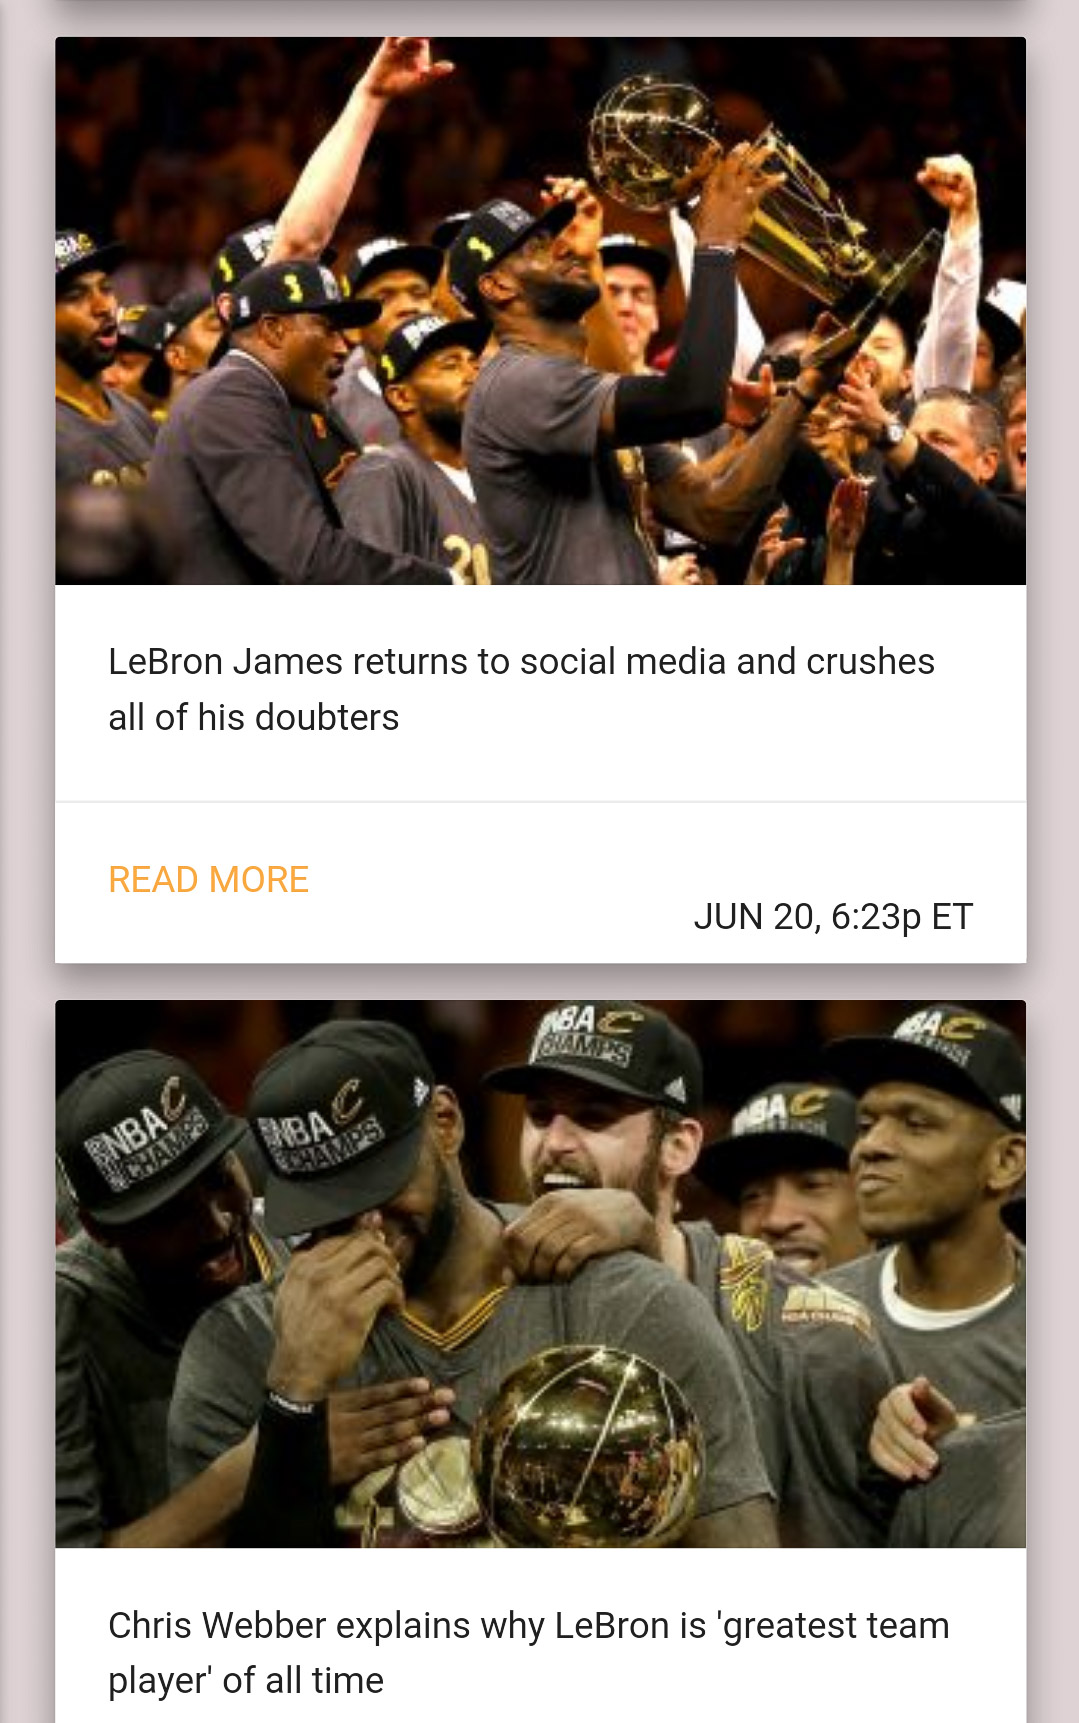 LeBron James returns to social media and crushes
all of his doubters
READ MORE
JUN 20, 6:23p ET
NBA C
CHAMPS
NBA C
CHAMPS
NBA C
CHAMPS
Chris Webber explains why LeBron is 'greatest team
player' of all time